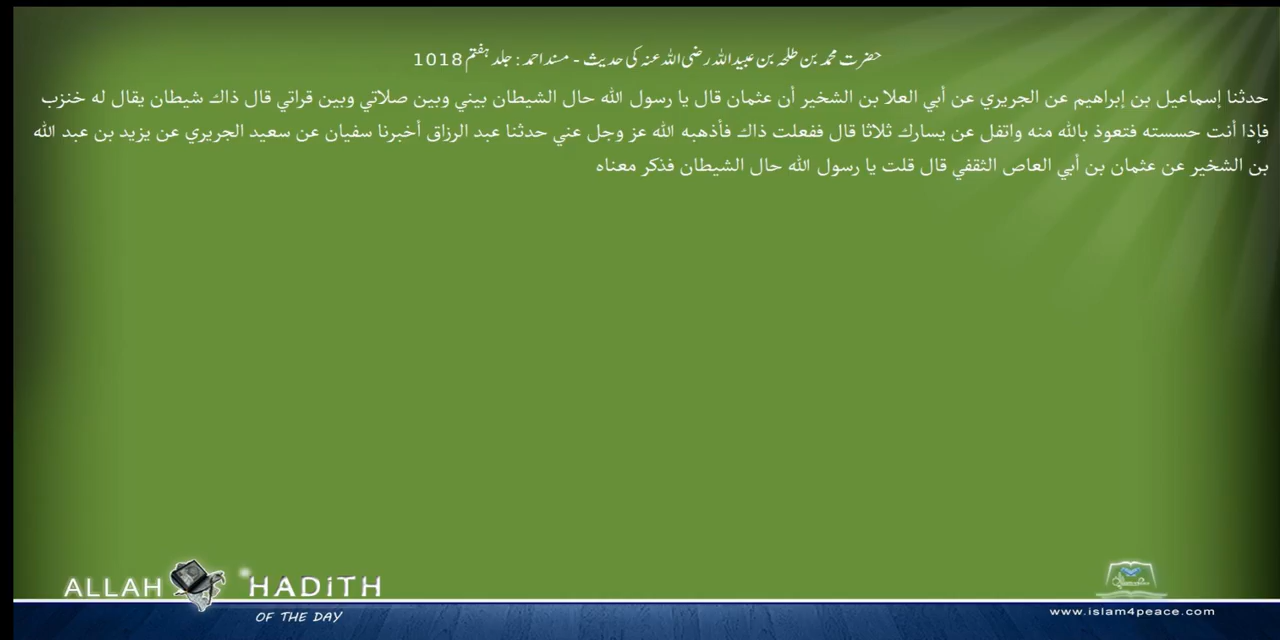 حضرت محمد بن طلحہ بن عبیداللہ رضی اللہ عنہ کی حدیث - مسند احمد : جلد ہفتم 1018
حدثنا إسماعيل بن إبراهيم عن الجريري عن أبي العلا بن الشخير أن عثمان قال يا رسول الله حال الشيطان بيني وبين صلاتي وبين قراتي قال ذاك شيطان يقال له خنزب
فإذا أنت حسسته فتعوذ بالله منه واتفل عن يسارك ثلاثا قال ففعلت ذاك فأذهبه الله عز وجل عني حدثنا عبد الرزاق أخبرنا سفيان عن سعيد الجريري عن يزيد بن عبد الله
بن الشخير عن عثمان بن أبي العاص الثقفي قال قلت يا رسول الله حال الشيطان فذكر معناه
ALLAH HADITH
OF THE DAY
www.islam4peace.com